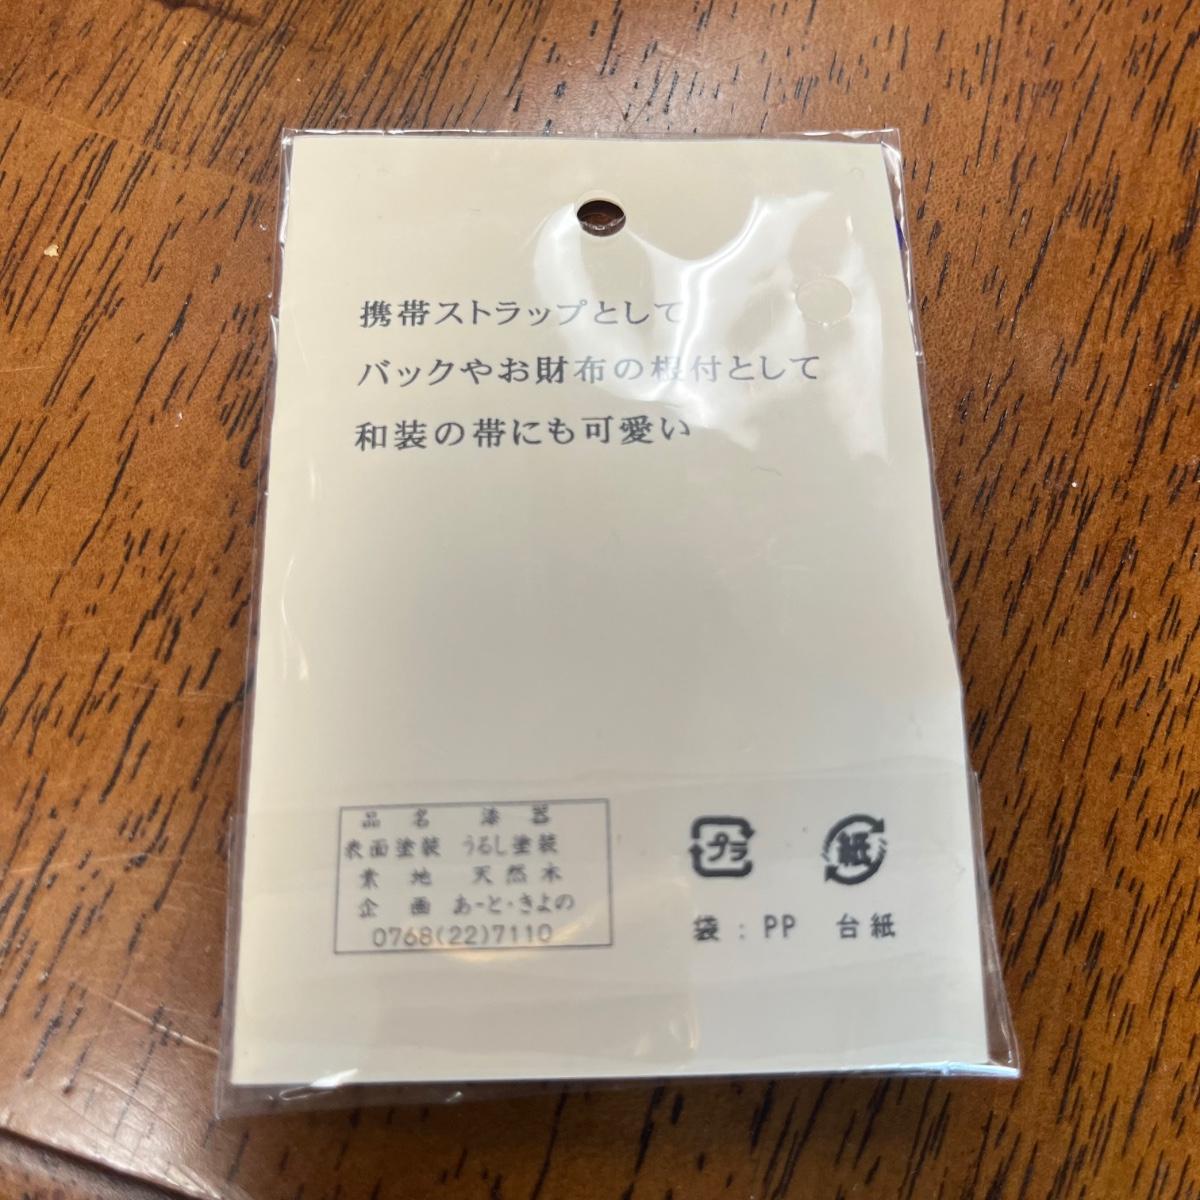 携帯ストラップとして
バックやお財布の根付として
和装の帯にも可愛い
品名 漆器
表面塗装 うるし塗装
素地 天然木
企画 あーと・きよの
0768(22)7110
プラ
紙
袋:PP 台紙